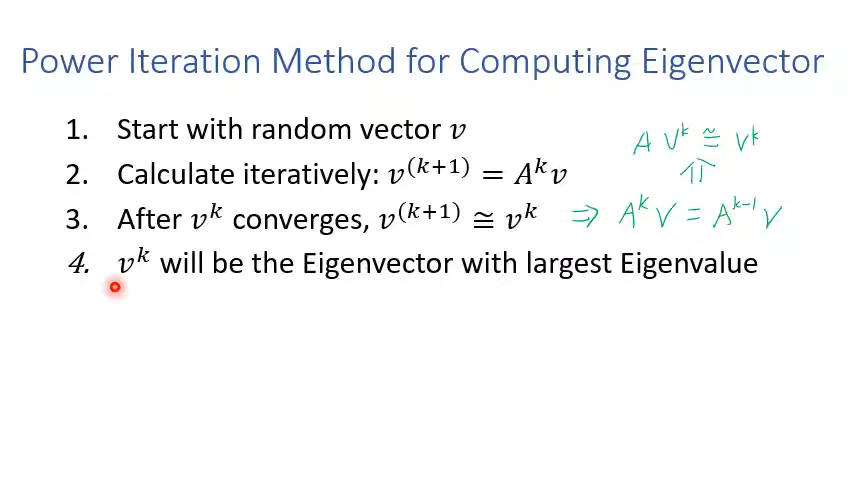 Power Iteration Method for Computing Eigenvector
1. Start with random vector v
A v^k ≅ v^k
2. Calculate iteratively: v^(k+1) = A^k v
3. After v^k converges, v^(k+1) ≅ v^k ⇒ A^k v = A^{k-1} v
4. v^k will be the Eigenvector with largest Eigenvalue